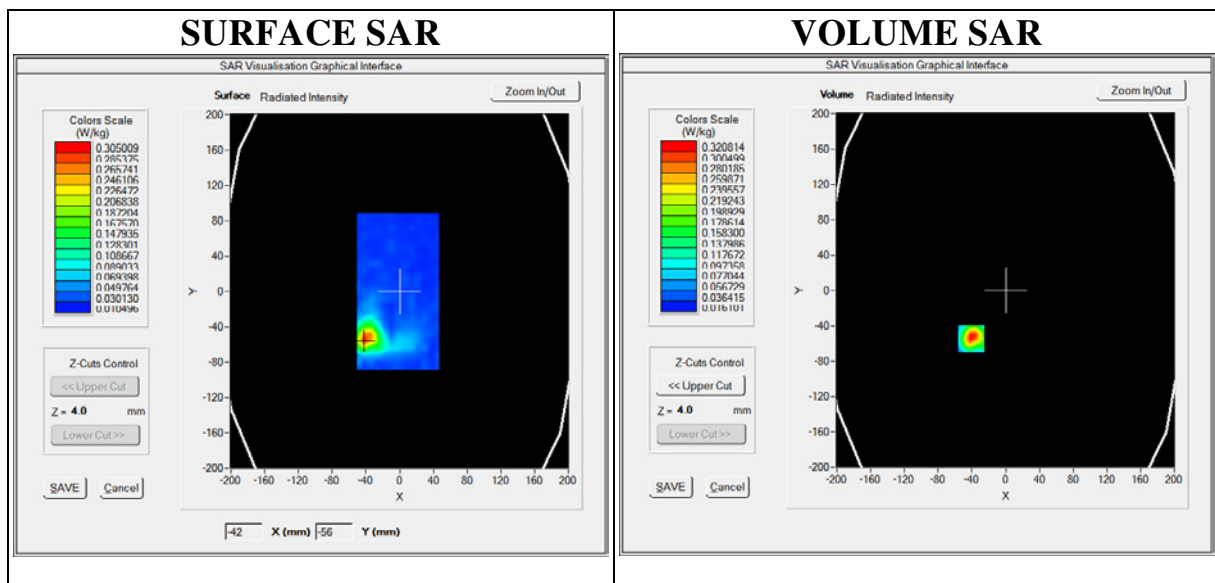 SURFACE SAR
SAR Visualisation Graphical Interface
Surface Radiated Intensity
Zoom In/Out
Colors Scale
(W/kg)
0.305009
0.285375
0.265741
0.246106
0.226472
0.206838
0.187204
0.167570
0.147935
0.128301
0.108667
0.089033
0.069398
0.049764
0.030130
0.010496
Z-Cuts Control
<< Upper Cut
Z = 4.0 mm
Lower Cut >>
SAVE Cancel
200
160
120
80
40
0
-40
-80
-120
-160
-200
Y
-200 -160 -120 -80 -40 0 40 80 120 160 200
X
-42 X (mm) -56 Y (mm)
VOLUME SAR
SAR Visualisation Graphical Interface
Volume Radiated Intensity
Zoom In/Out
Colors Scale
(W/kg)
0.320814
0.300499
0.280185
0.259871
0.239557
0.219243
0.198929
0.178614
0.158300
0.137986
0.117672
0.097358
0.077044
0.056729
0.036415
0.016101
Z-Cuts Control
<< Upper Cut
Z = 4.0 mm
Lower Cut >>
SAVE Cancel
200
160
120
80
40
0
-40
-80
-120
-160
-200
Y
-200 -160 -120 -80 -40 0 40 80 120 160 200
X